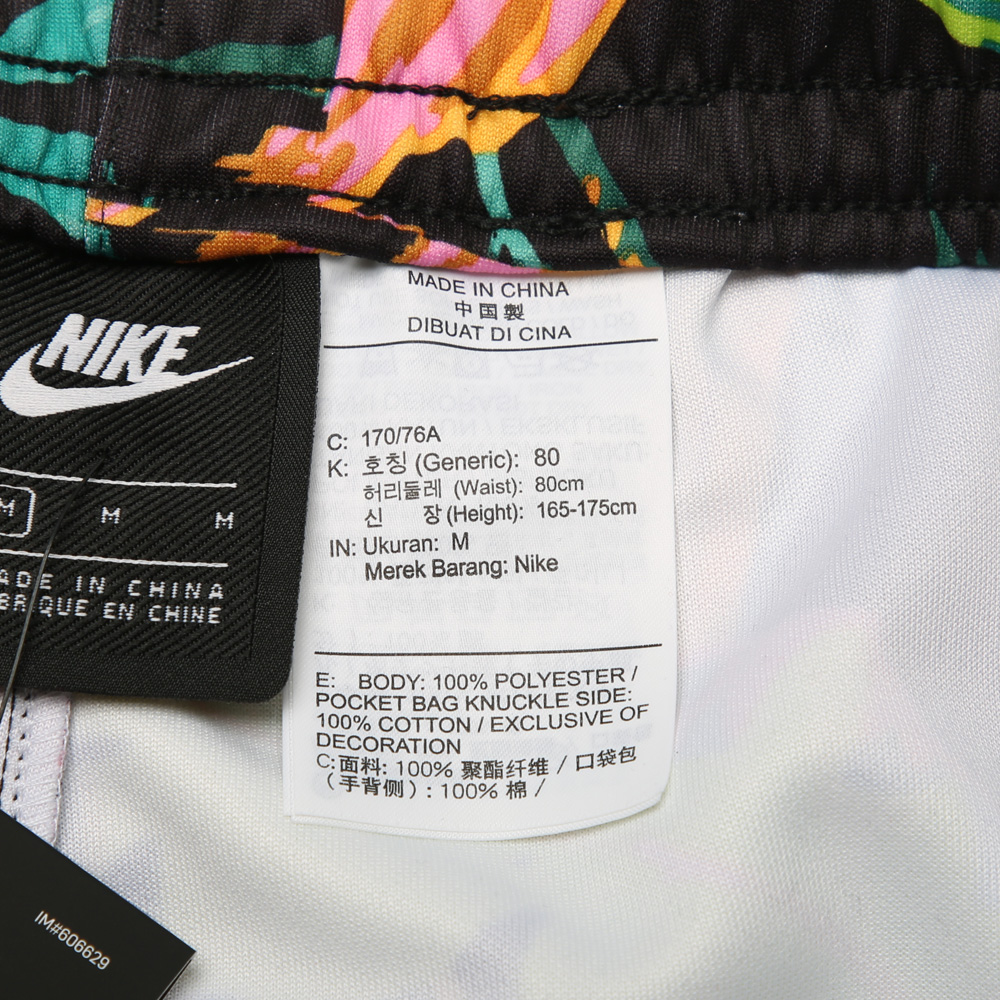 MADE IN CHINA
中国製
DIBUAT DI CINA
C: 170/76A
K: 호칭 (Generic): 80
허리둘레 (Waist): 80cm
신 장 (Height): 165-175cm
IN: Ukuran: M
Merek Barang: Nike
E: BODY: 100% POLYESTER /
POCKET BAG KNUCKLE SIDE:
100% COTTON / EXCLUSIVE OF
DECORATION
C: 面料: 100% 聚酯纤维 / 口袋包
（手背侧）: 100% 棉 /
NIKE
M M M
ADE IN CHINA
BRIQUE EN CHINE
IM#606629